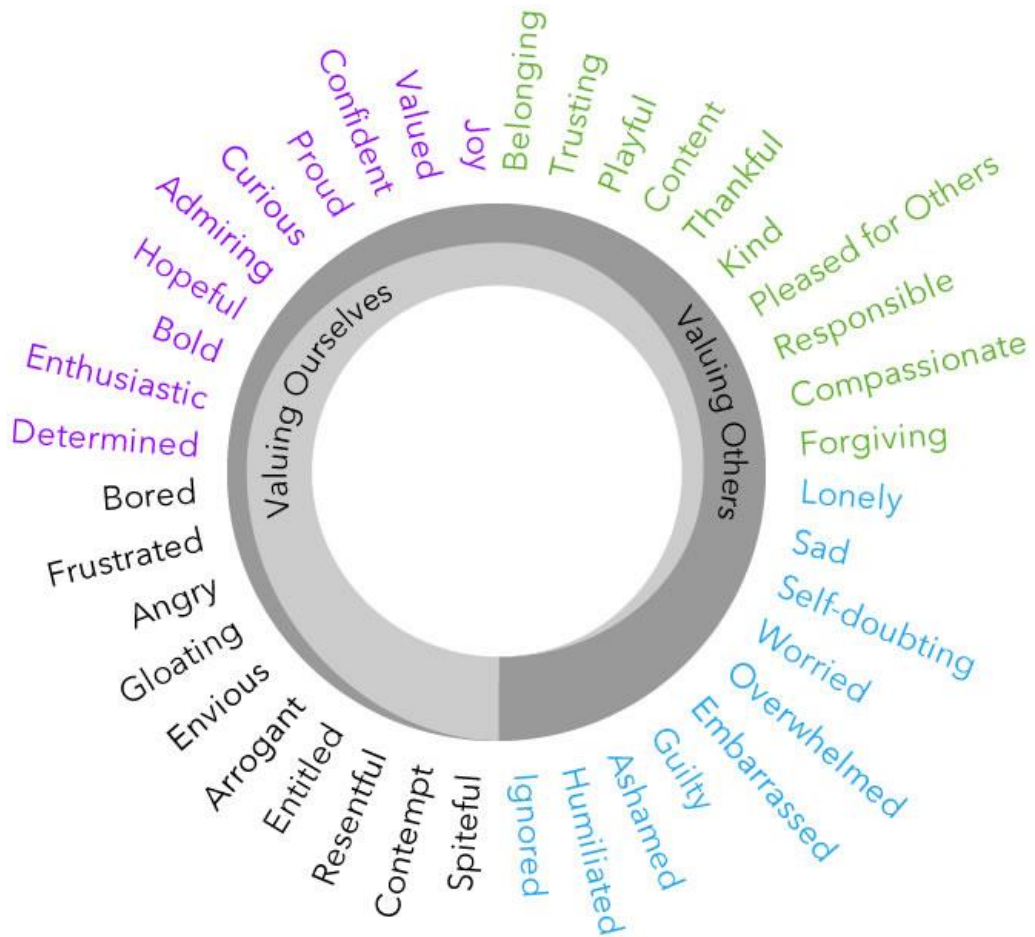 Belonging
Trusting
Playful
Content
Thankful
Kind
Pleased for Others
Responsible
Compassionate
Forgiving
Lonely
Sad
Self-doubting
Worried
Overwhelmed
Embarrassed
Guilty
Ashamed
Humiliated
Ignored
Spiteful
Contempt
Resentful
Entitled
Arrogant
Envious
Gloating
Angry
Frustrated
Bored
Determined
Enthusiastic
Bold
Hopeful
Admiring
Curious
Proud
Confident
Valued
Joy
Valuing Ourselves
Valuing Others